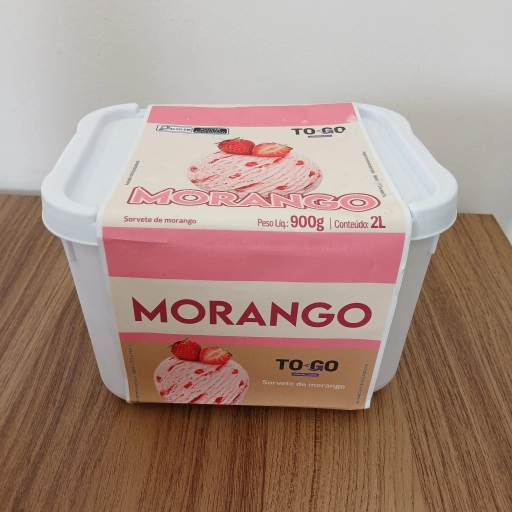 TO-GO
MORANGO
Sorvete de morango
Peso Líq.: 900g | Conteúdo: 2L
MORANGO
TO-GO
Sorvete de morango